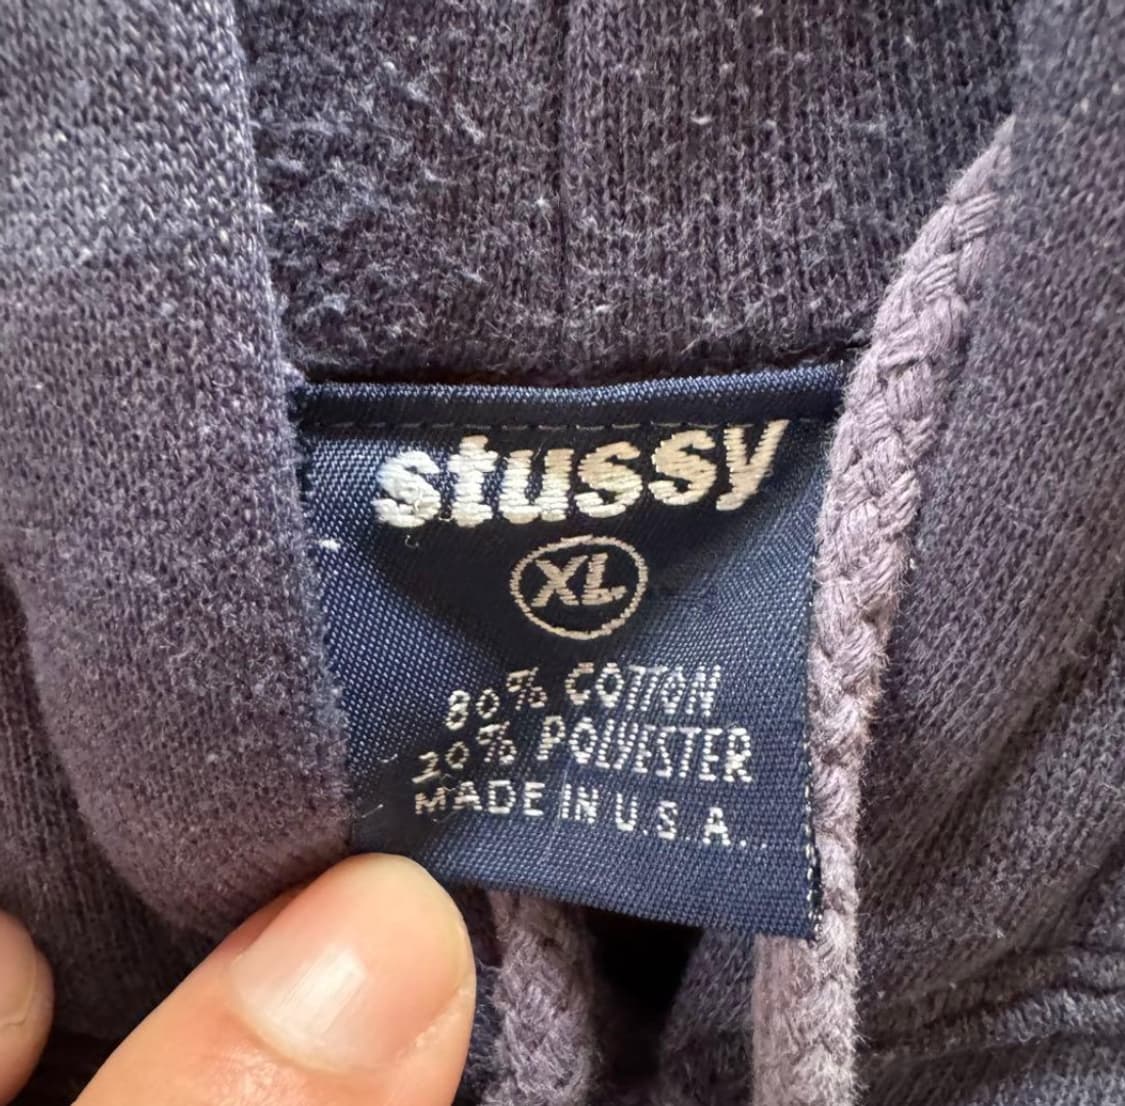 stussy
XL
80% COTTON
20% POLYESTER
MADE IN U.S.A..